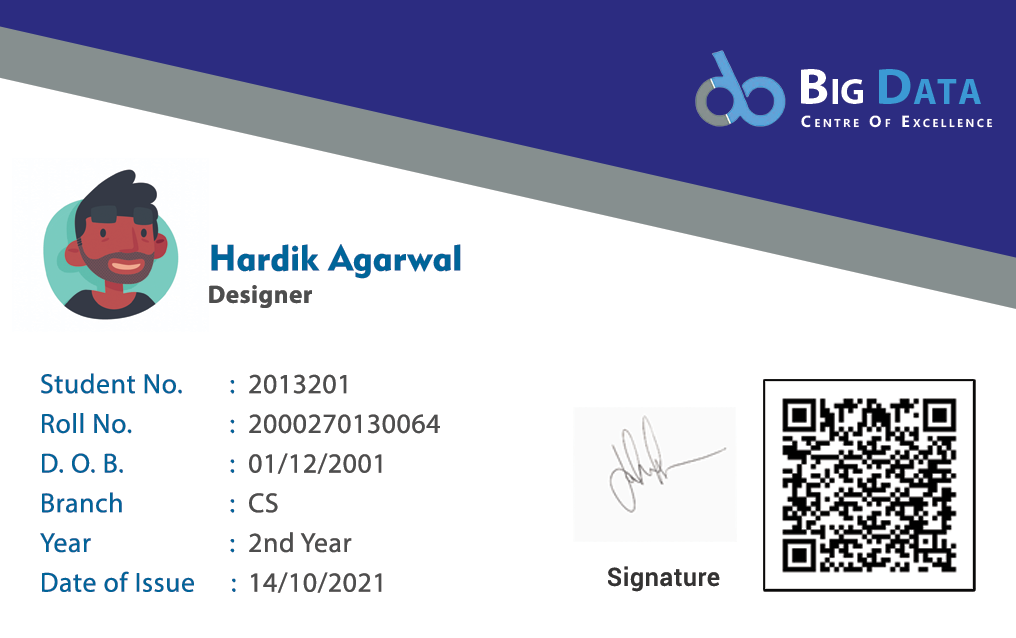 BIG DATA
CENTRE OF EXCELLENCE
Hardik Agarwal
Designer
Student No. : 2013201
Roll No. : 2000270130064
D. O. B. : 01/12/2001
Branch : CS
Year : 2nd Year
Date of Issue : 14/10/2021
Signature